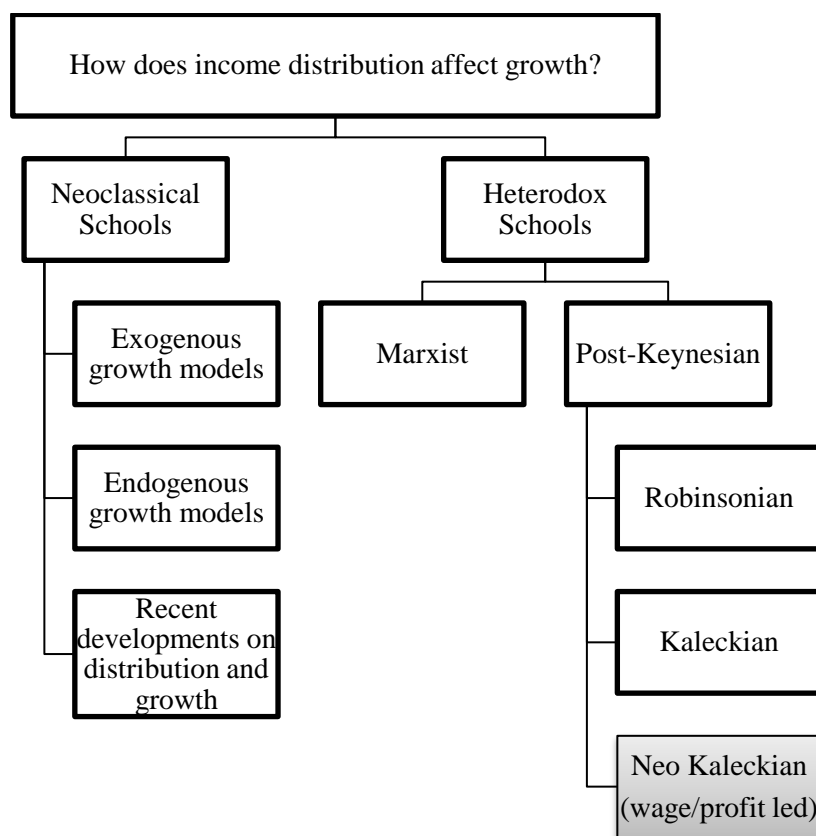 How does income distribution affect growth?
Neoclassical
Schools
Heterodox
Schools
Exogenous
growth models
Marxist
Post-Keynesian
Endogenous
growth models
Robinsonian
Recent
developments on
distribution and
growth
Kaleckian
Neo Kaleckian
(wage/profit led)